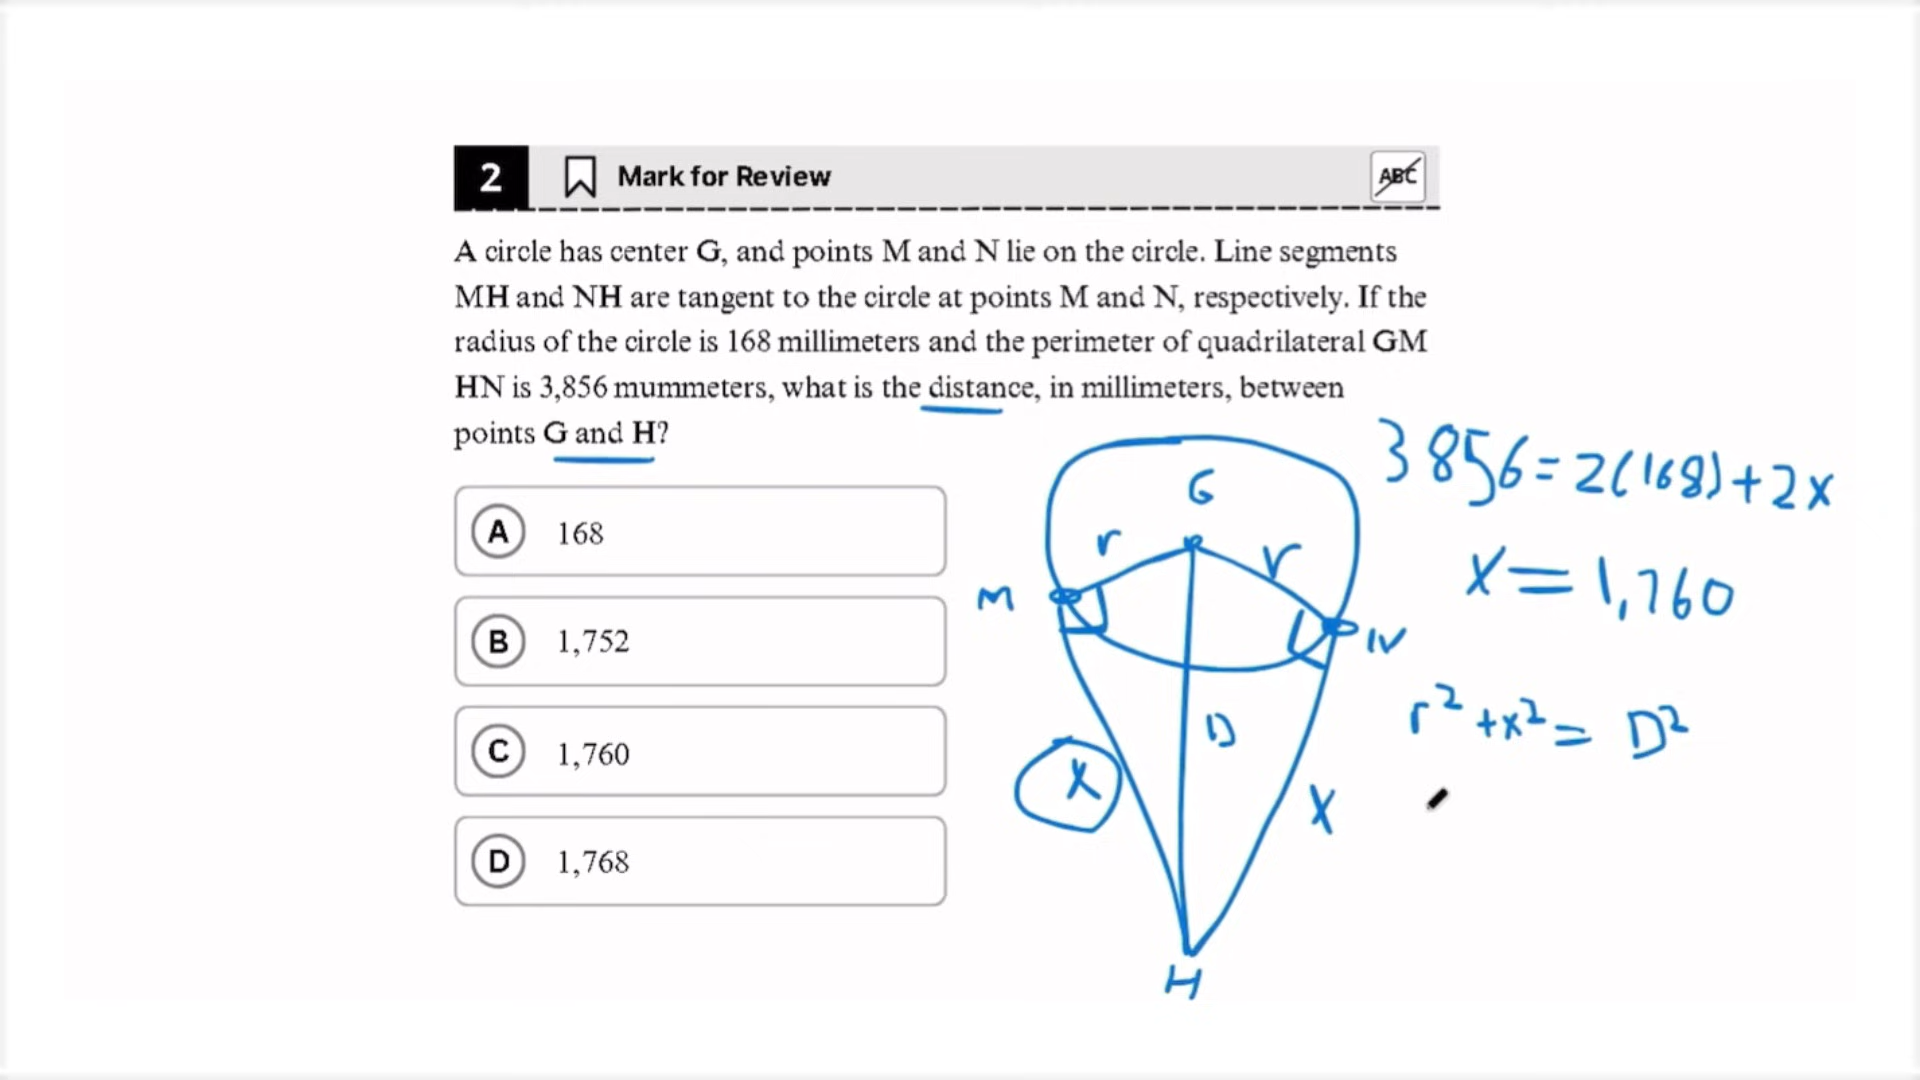 2 Mark for Review ABC
A circle has center G, and points M and N lie on the circle. Line segments
MH and NH are tangent to the circle at points M and N, respectively. If the
radius of the circle is 168 millimeters and the perimeter of quadrilateral GM
HN is 3,856 mummeters, what is the distance, in millimeters, between
points G and H?
A 168
B 1,752
C 1,760
D 1,768
3856=2(168)+2x
x=1,760
r²+x²=D²
G
r
r
M
N
D
x
x
H